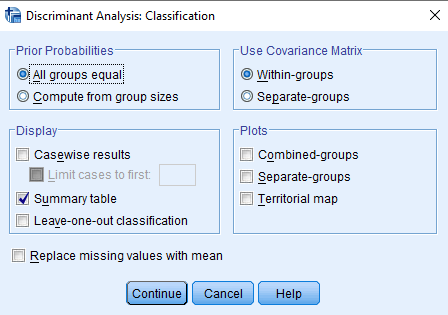 Discriminant Analysis: Classification
Prior Probabilities
All groups equal
Compute from group sizes
Use Covariance Matrix
Within-groups
Separate-groups
Display
Casewise results
Limit cases to first:
Summary table
Leave-one-out classification
Plots
Combined-groups
Separate-groups
Territorial map
Replace missing values with mean
Continue Cancel Help